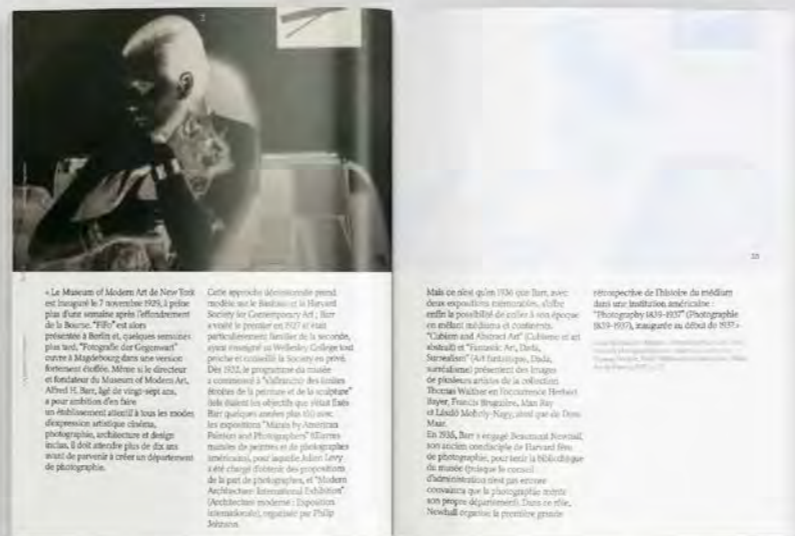 « Le Museum of Modern Art de New York
est inauguré le 7 novembre 1929, à peine
plus d'une semaine après l'effondrement
de la Bourse. "FiFo" est alors
présentée à Berlin et, quelques semaines
plus tard, "Fotografie der Gegenwart"
ouvre à Magdebourg dans une version
fortement étoffée. Même si le directeur
et fondateur du Museum of Modern Art,
Alfred H. Barr, âgé de vingt-sept ans,
a pour ambition d'en faire
un établissement attentif à tous les modes
d'expression artistique cinéma,
photographie, architecture et design
inclus, il doit attendre plus de dix ans
avant de parvenir à créer un département
de photographie.
Cette approche décloisonnée prend
modèle sur le Bauhaus et la Harvard
Society for Contemporary Art ; Barr
a visité le premier en 1927 et était
particulièrement familier de la seconde,
ayant enseigné au Wellesley College tout
proche et conseillé la Society en privé.
Dès 1932, le programme du musée
a commencé à "s'affranchir des limites
étroites de la peinture et de la sculpture"
(tels étaient les objectifs que s'était fixés
Barr quelques années plus tôt) avec
les expositions "Murals by American
Painters and Photographers"
murales de peintres et de photographes
américains), pour laquelle Julien Levy
a été chargé d'obtenir des propositions
de la part de photographes, et "Modern
Architecture: International Exhibition"
(Architecture moderne : Exposition
internationale), organisée par Philip
Johnson.
Mais ce n'est qu'en 1936 que Barr, avec
deux expositions mémorables, s'offre
enfin la possibilité de coller à son époque
en mêlant médiums et continents.
"Cubism and Abstract Art" (Cubisme et art
abstrait) et "Fantastic Art, Dada,
Surrealism" (Art fantastique, Dada,
surréalisme) présentent des images
de plusieurs artistes de la collection
Thomas Walther en l'occurrence Herbert
Bayer, Francis Bruguière, Man Ray
et László Moholy-Nagy, ainsi que de Dora
Maar.
En 1935, Barr a engagé Beaumont Newhall,
son ancien condisciple de Harvard féru
de photographie, pour tenir la bibliothèque
du musée (puisque le conseil
d'administration n'est pas encore
convaincu que la photographie mérite
son propre département). Dans ce rôle,
Newhall organise la première grande
rétrospective de l'histoire du médium
dans une institution américaine :
"Photography 1839-1937" (Photographie
1839-1937), inaugurée au début de 1937.»